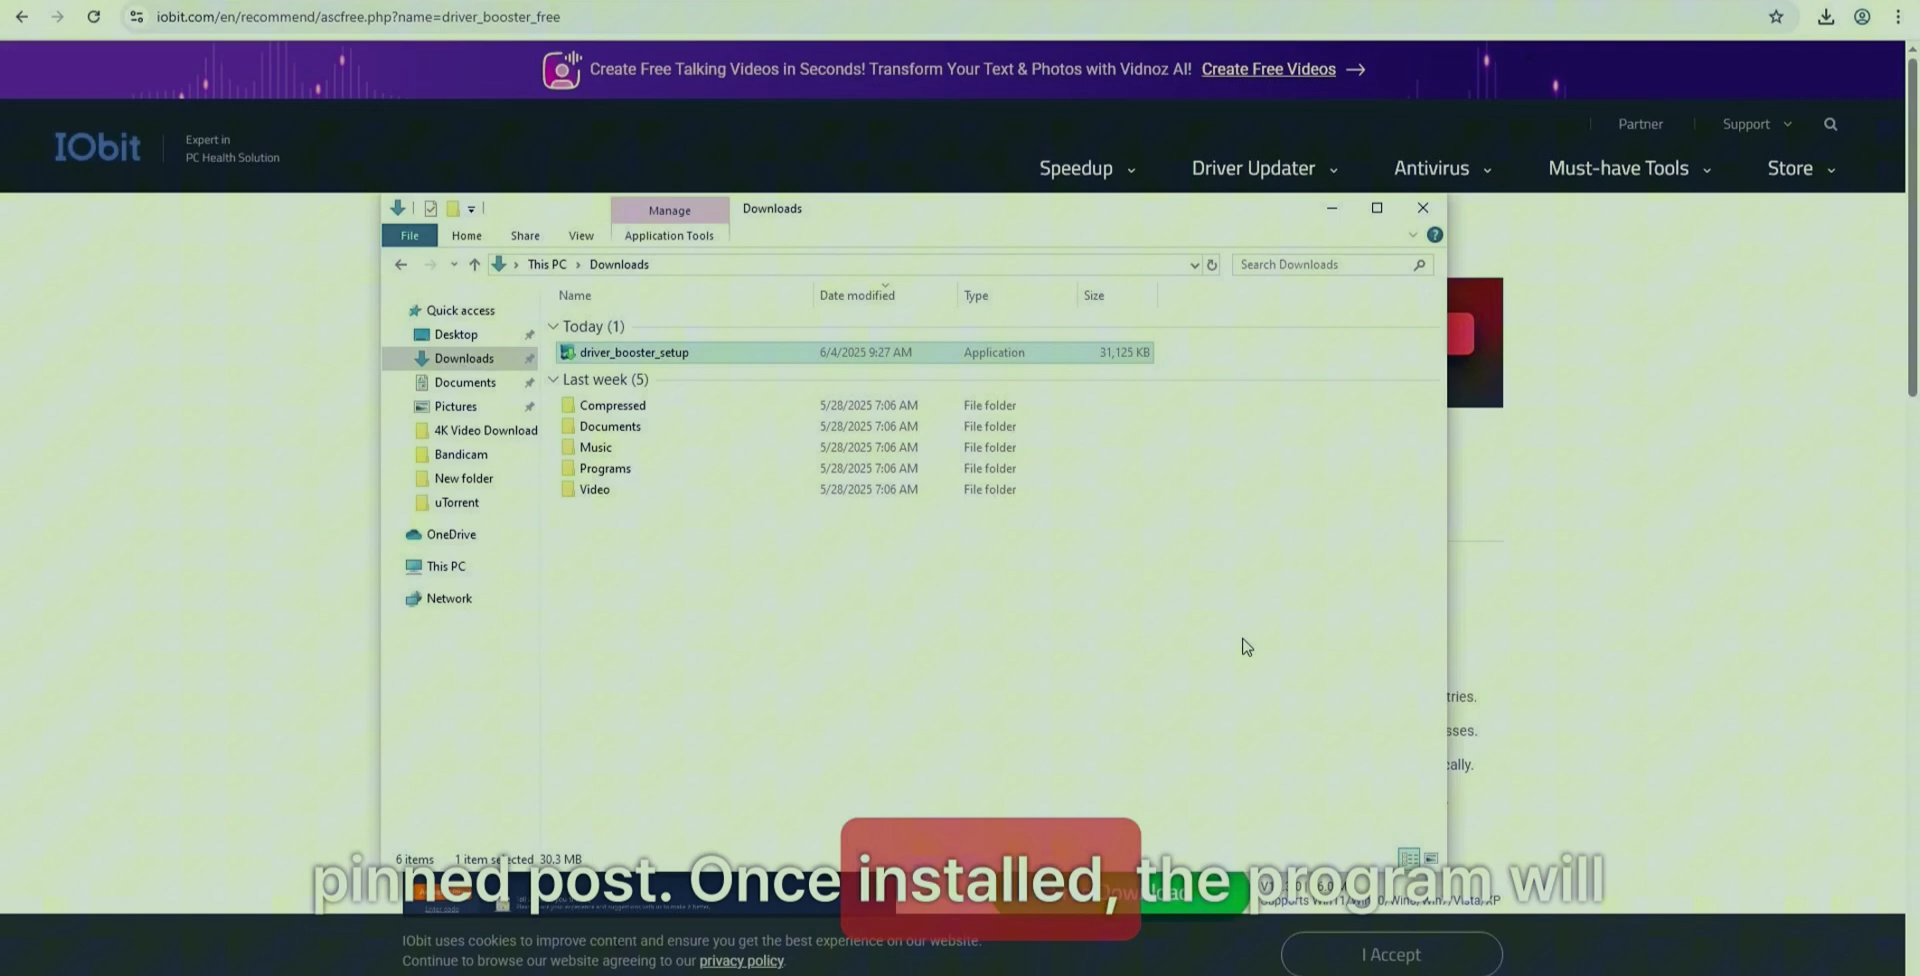 iobit.com/en/recommend/ascfree.php?name=driver_booster_free
Create Free Talking Videos in Seconds! Transform Your Text & Photos with Vidnoz AI! Create Free Videos
IObit
Expert in
PC Health Solution
Partner
Support
Speedup
Driver Updater
Antivirus
Must-have Tools
Store
Manage
Downloads
File
Home
Share
View
Application Tools
This PC
Downloads
Search Downloads
Name
Date modified
Type
Size
Quick access
Desktop
Downloads
Documents
Pictures
4K Video Download
Bandicam
New folder
uTorrent
OneDrive
This PC
Network
Today (1)
driver_booster_setup 6/4/2025 9:27 AM Application 31,125 KB
Last week (5)
Compressed 5/28/2025 7:06 AM File folder
Documents 5/28/2025 7:06 AM File folder
Music 5/28/2025 7:06 AM File folder
Programs 5/28/2025 7:06 AM File folder
Video 5/28/2025 7:06 AM File folder
tries.
sses.
cally.
6 items 1 item selected 30.3 MB
pinned post. Once installed, the program will
IObit uses cookies to improve content and ensure you get the best experience on our website.
Continue to browse our website agreeing to our privacy policy.
I Accept